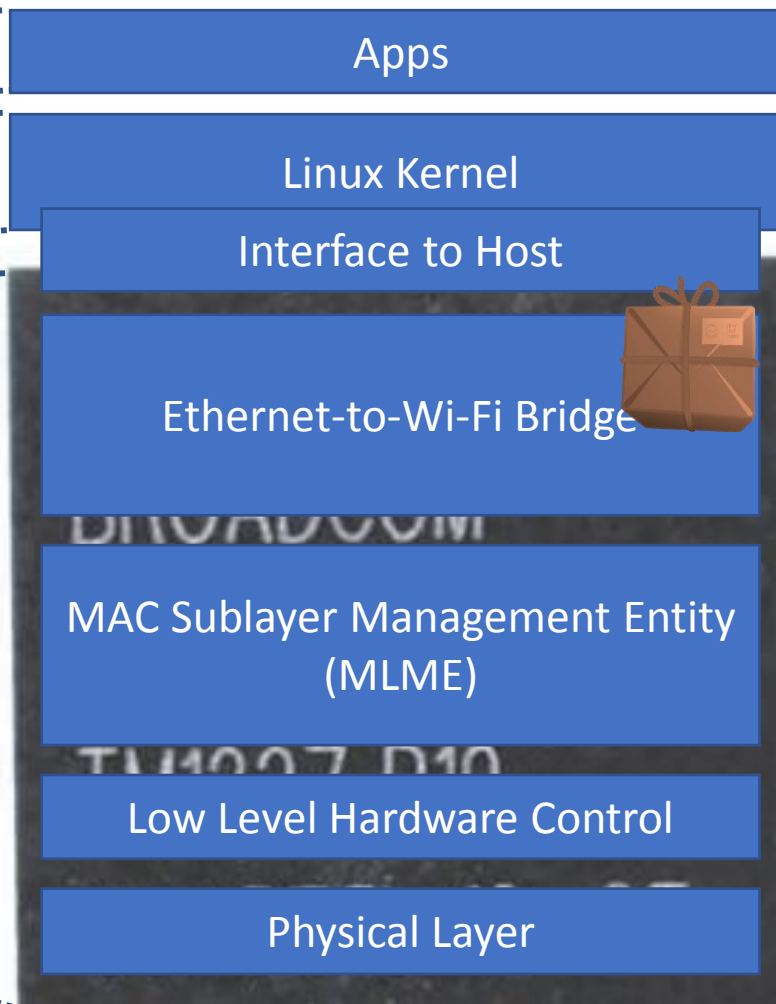 Apps
Linux Kernel
Interface to Host
Ethernet-to-Wi-Fi Bridge
BROADCOM
MAC Sublayer Management Entity
(MLME)
Low Level Hardware Control
Physical Layer